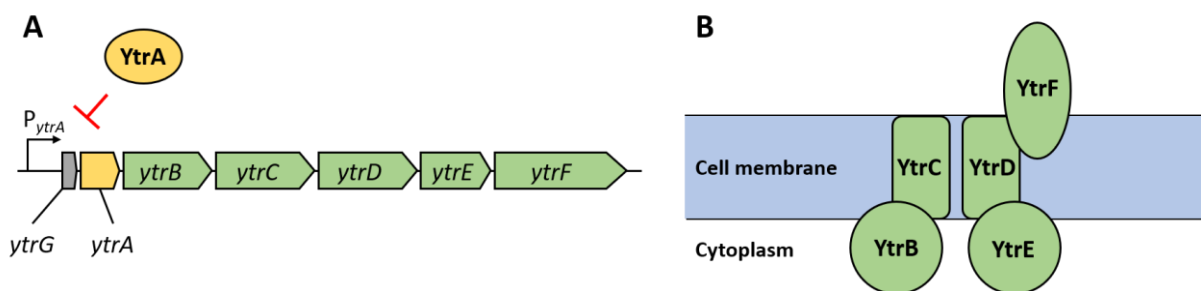 A
YtrA
PytrA
ytrB ytrC ytrD ytrE ytrF
ytrG ytrA
B
YtrF
Cell membrane YtrC YtrD
Cytoplasm YtrB YtrE